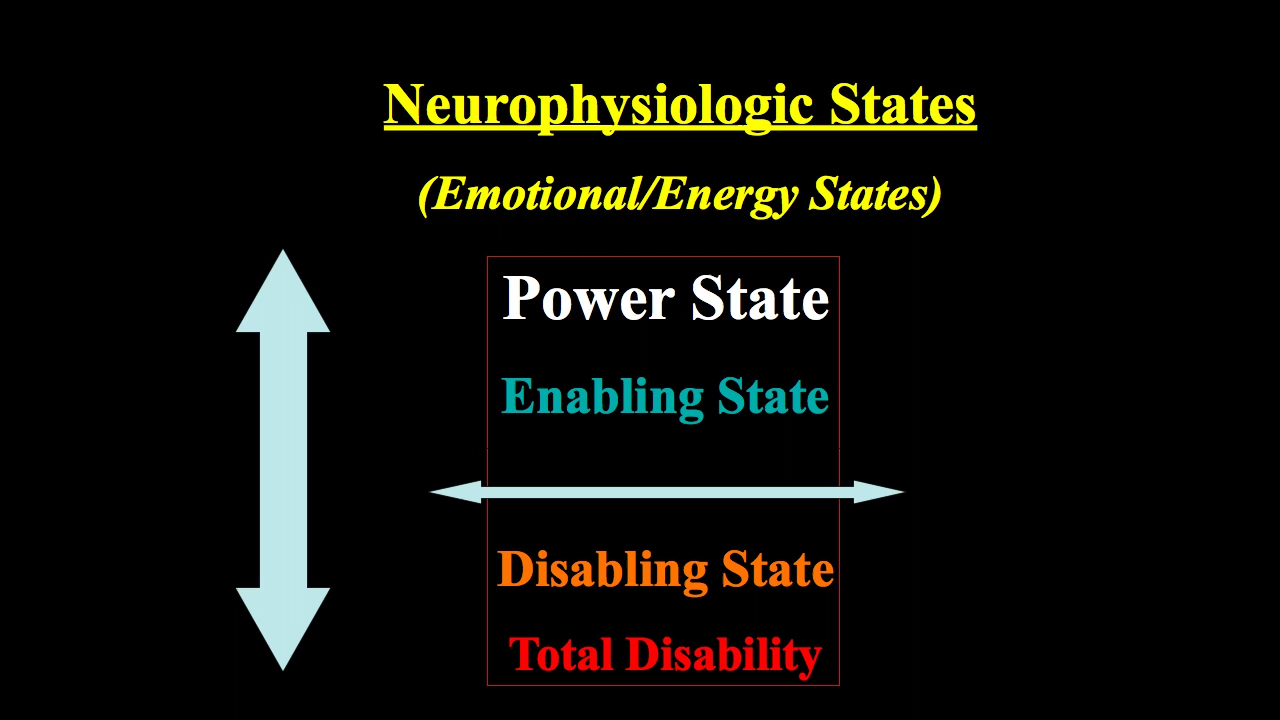 Neurophysiologic States
(Emotional/Energy States)
Power State
Enabling State
Disabling State
Total Disability